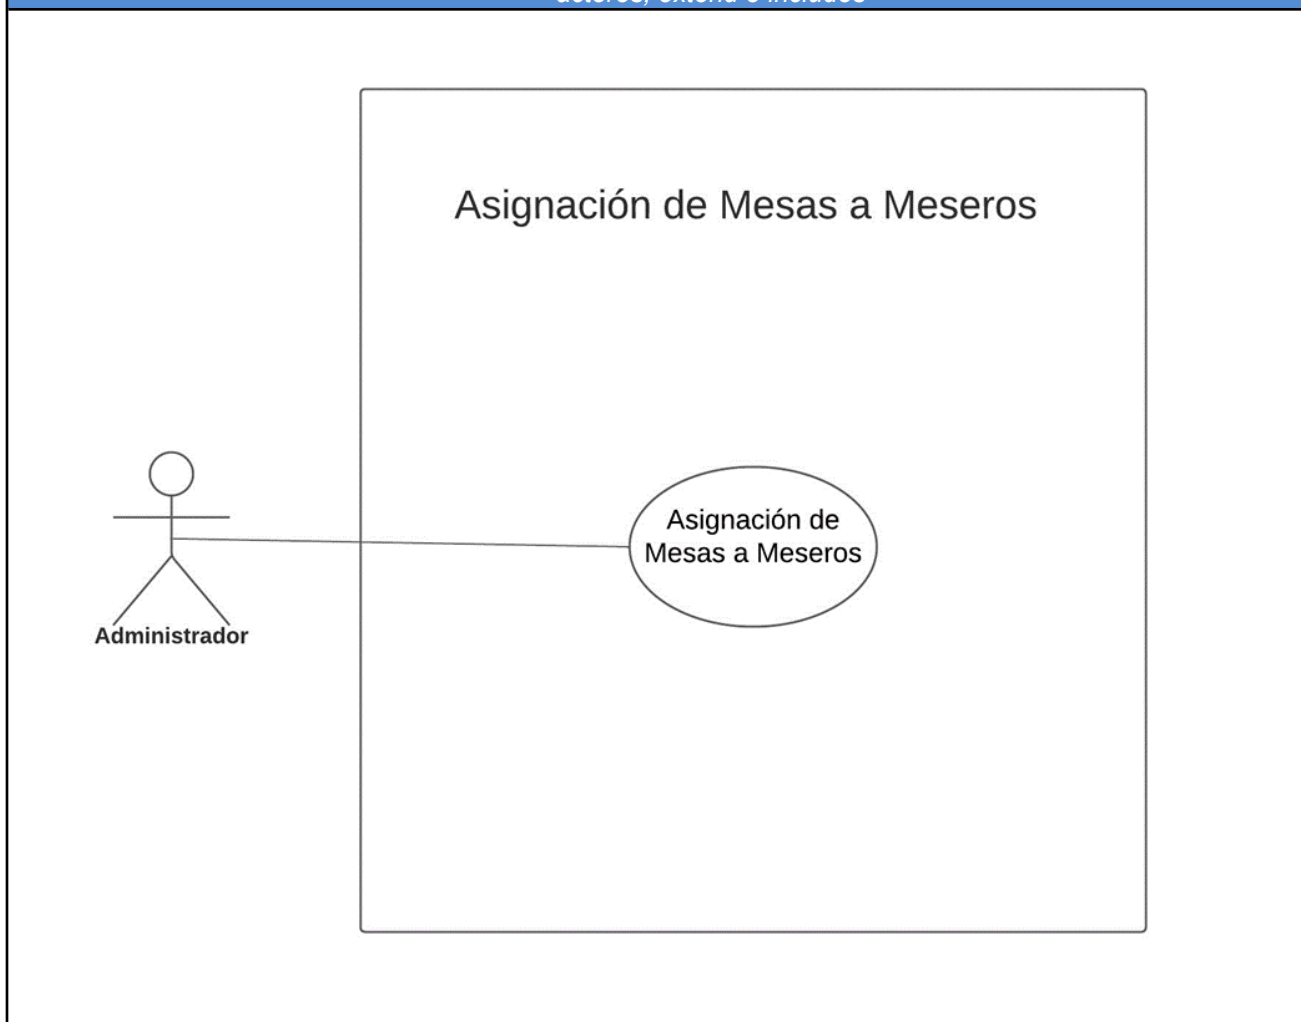 Asignación de Mesas a Meseros
Asignación de
Mesas a Meseros
Administrador